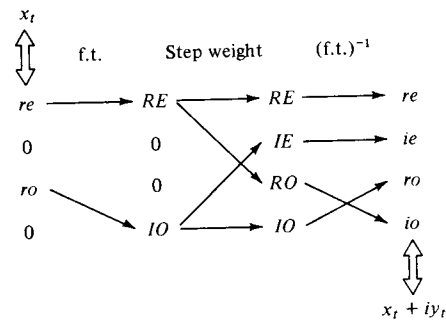 x_t
f.t. Step weight (f.t.)⁻¹
re RE RE re
0 0 IE ie
ro 0 RO ro
0 IO IO io
x_t + iy_t